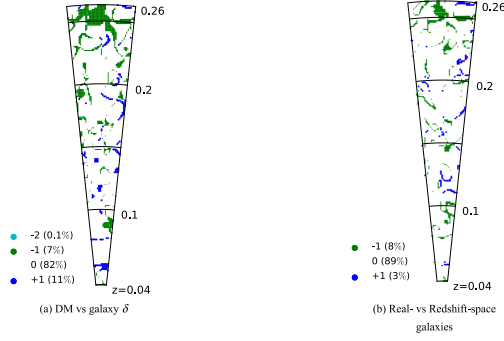 0.26
0.2
0.1
z=0.04
-2 (0.1%)
-1 (7%)
0 (82%)
+1 (11%)
(a) DM vs galaxy δ
0.26
0.2
0.1
z=0.04
-1 (8%)
0 (89%)
+1 (3%)
(b) Real- vs Redshift-space
galaxies